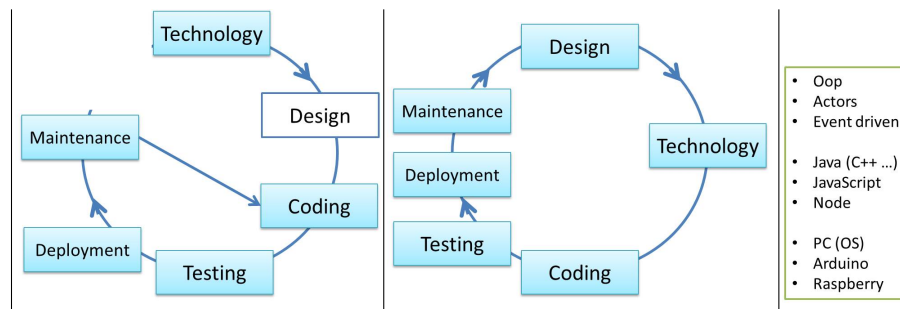 Technology
Design
Maintenance
Coding
Deployment
Testing
Design
Maintenance
Technology
Deployment
Testing
Coding
• Oop
• Actors
• Event driven
• Java (C++ ...)
• JavaScript
• Node
• PC (OS)
• Arduino
• Raspberry